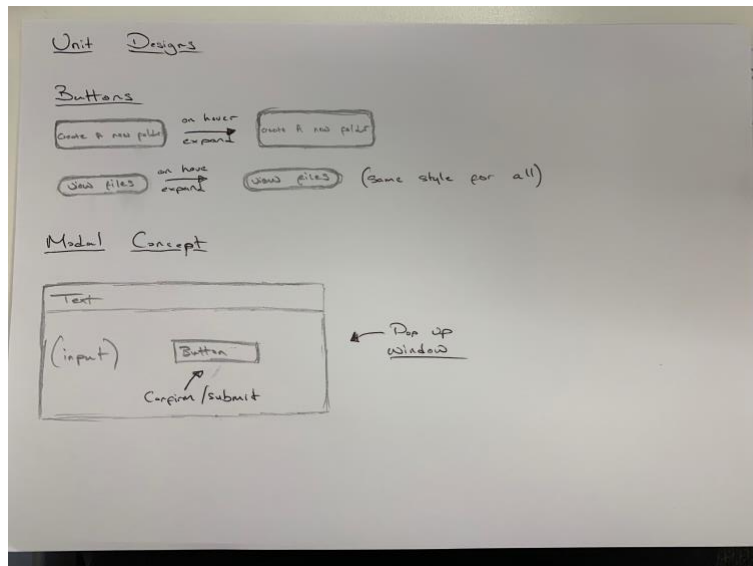 Unit Designs
Buttons
Create A new folder on hover expand Create A new folder
view files on hove expand view files (same style for all)
Modal Concept
Text
(input) Button
Confirm/submit
Pop up
window